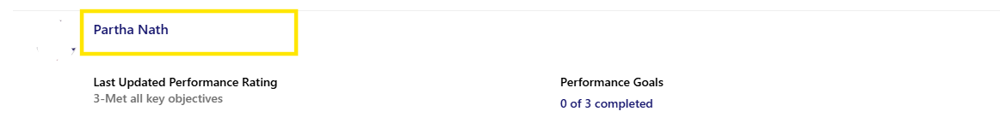 Partha Nath
Last Updated Performance Rating
3-Met all key objectives
Performance Goals
0 of 3 completed